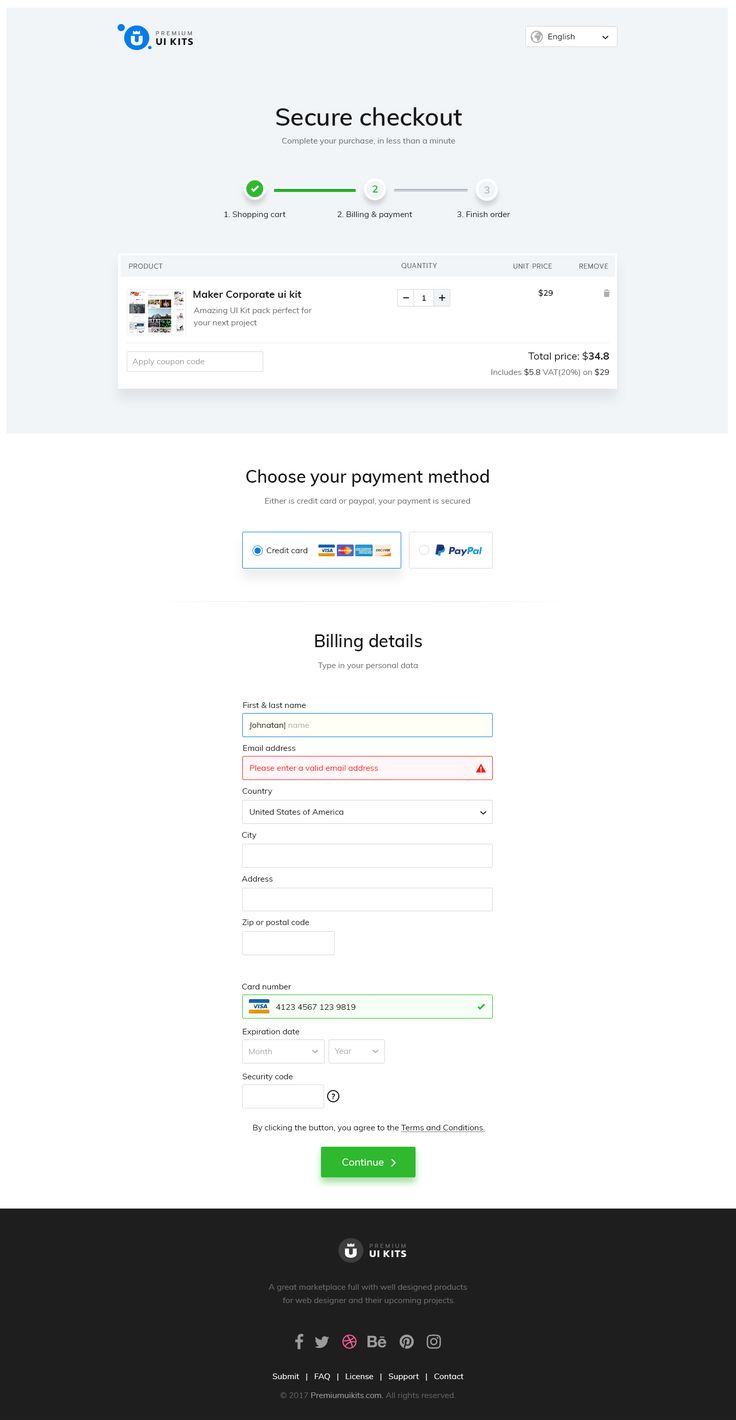 PREMIUM
UI KITS
English
Secure checkout
Complete your purchase, in less than a minute
2
3
1. Shopping cart
2. Billing & payment
3. Finish order
PRODUCT
QUANTITY
UNIT PRICE
REMOVE
Maker Corporate ui kit
Amazing UI Kit pack perfect for
your next project
− 1 +
$29
Apply coupon code
Total price: $34.8
Includes $5.8 VAT(20%) on $29
Choose your payment method
Either is credit card or paypal, your payment is secured
Credit card
VISA
DISCOVER
PayPal
Billing details
Type in your personal data
First & last name
Johnatan| name
Email address
Please enter a valid email address
Country
United States of America
City
Address
Zip or postal code
Card number
VISA
4123 4567 123 9819
Expiration date
Month
Year
Security code
?
By clicking the button, you agree to the Terms and Conditions.
Continue
PREMIUM
UI KITS
A great marketplace full with well designed products
for web designer and their upcoming projects.
Bē
Submit | FAQ | License | Support | Contact
© 2017 Premiumuikits.com. All rights reserved.